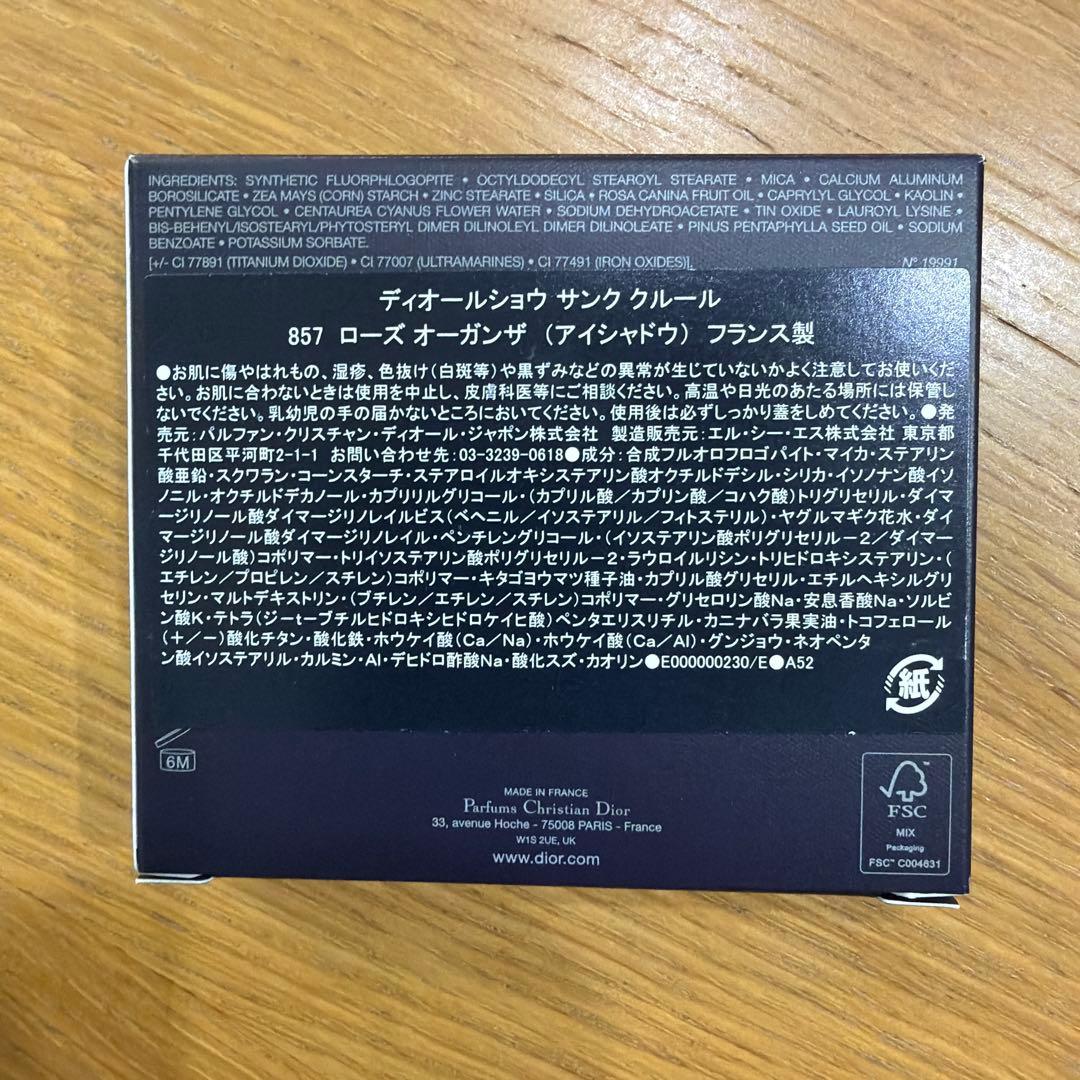 INGREDIENTS: SYNTHETIC FLUORPHLOGOPITE • OCTYLDODECYL STEAROYL STEARATE • MICA • CALCIUM ALUMINUM
BOROSILICATE • ZEA MAYS (CORN) STARCH • ZINC STEARATE • SILICA • ROSA CANINA FRUIT OIL • CAPRYLYL GLYCOL • KAOLIN •
PENTYLENE GLYCOL • CENTAUREA CYANUS FLOWER WATER • SODIUM DEHYDROACETATE • TIN OXIDE • LAUROYL LYSINE •
BIS-BEHENYL/ISOSTEARYL/PHYTOSTERYL DIMER DILINOLEYL DIMER DILINOLEATE • PINUS PENTAPHYLLA SEED OIL • SODIUM
BENZOATE • POTASSIUM SORBATE.
[+/- CI 77891 (TITANIUM DIOXIDE) • CI 77007 (ULTRAMARINES) • CI 77491 (IRON OXIDES)]. N° 19991
ディオールショウ サンク クルール
857 ローズ オーガンザ （アイシャドウ） フランス製
●お肌に傷やはれもの、湿疹、色抜け（白斑等）や黒ずみなどの異常が生じていないかよく注意してお使いくだ
さい。お肌に合わないときは使用を中止し、皮膚科医等にご相談ください。高温や日光のあたる場所には保管し
ないでください。乳幼児の手の届かないところにおいてください。使用後は必ずしっかり蓋をしめてください。●発
売元：パルファン・クリスチャン・ディオール・ジャポン株式会社 製造販売元：エル・シー・エス株式会社 東京都
千代田区平河町2-1-1 お問い合わせ先：03-3239-0618●成分：合成フルオロフロゴパイト・マイカ・ステアリン
酸亜鉛・スクワラン・コーンスターチ・ステアロイルオキシステアリン酸オクチルドデシル・シリカ・イソノナン酸イソ
ノニル・オクチルドデカノール・カプリリルグリコール・（カプリル酸／カプリン酸／コハク酸）トリグリセリル・ダイマ
ージリノール酸ダイマージリノレイルビス（ベヘニル／イソステアリル／フィトステリル）・ヤグルマギク花水・ダイ
マージリノール酸ダイマージリノレイル・ペンチレングリコール・（イソステアリン酸ポリグリセリル－2／ダイマー
ジリノール酸）コポリマー・トリイソステアリン酸ポリグリセリル－2・ラウロイルリシン・トリヒドロキシステアリン・（
エチレン／プロピレン／スチレン）コポリマー・キタゴヨウマツ種子油・カプリル酸グリセリル・エチルヘキシルグリ
セリン・マルトデキストリン・（ブチレン／エチレン／スチレン）コポリマー・グリセロリン酸Na・安息香酸Na・ソルビ
ン酸K・テトラ（ジーtーブチルヒドロキシヒドロケイヒ酸）ペンタエリスリチル・カニナバラ果実油・トコフェロール
（＋／－）酸化チタン・酸化鉄・ホウケイ酸（Ca／Na）・ホウケイ酸（Ca／Al）・グンジョウ・ネオペンタ
ン酸イソステアリル・カルミン・Al・デヒドロ酢酸Na・酸化スズ・カオリン●E000000230/E●A52
紙
6M
MADE IN FRANCE
Parfums Christian Dior
33, avenue Hoche - 75008 PARIS - France
W1S 2UE, UK
www.dior.com
FSC
MIX
Packaging
FSC™ C004631